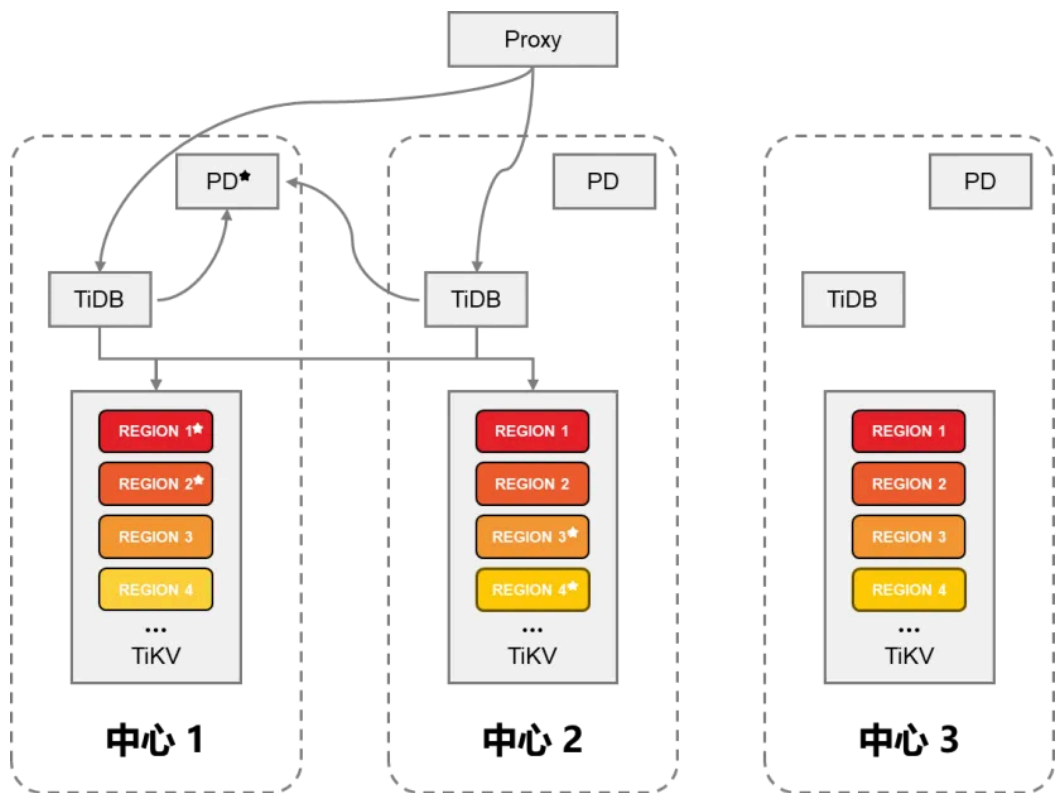 Proxy
PD★
TiDB
REGION 1★
REGION 2★
REGION 3
REGION 4
...
TiKV
中心 1
PD
TiDB
REGION 1
REGION 2
REGION 3★
REGION 4★
...
TiKV
中心 2
PD
TiDB
REGION 1
REGION 2
REGION 3
REGION 4
...
TiKV
中心 3